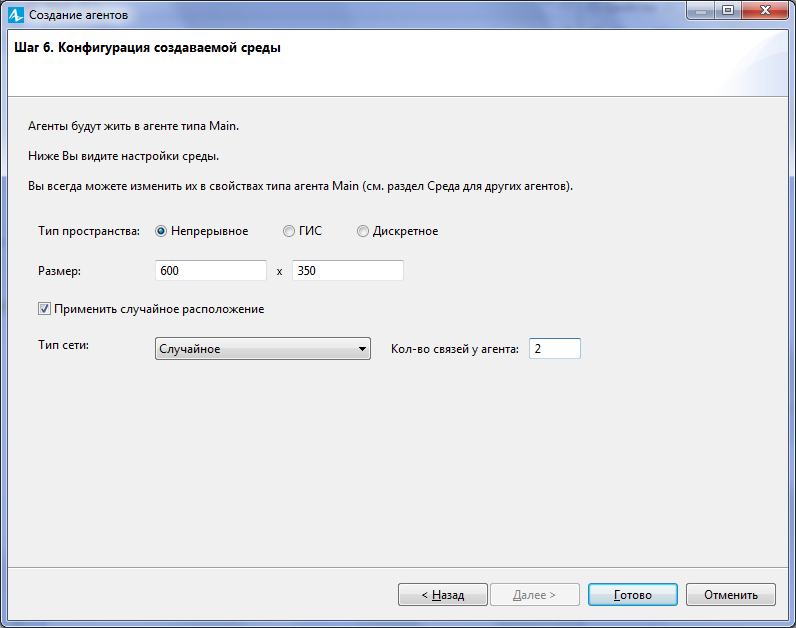 Создание агентов
Шаг 6. Конфигурация создаваемой среды
Агенты будут жить в агенте типа Main.
Ниже Вы видите настройки среды.
Вы всегда можете изменить их в свойствах типа агента Main (см. раздел Среда для других агентов).
Тип пространства: Непрерывное ГИС Дискретное
Размер: 600 x 350
Применить случайное расположение
Тип сети: Случайное Кол-во связей у агента: 2
< Назад Далее > Готово Отменить